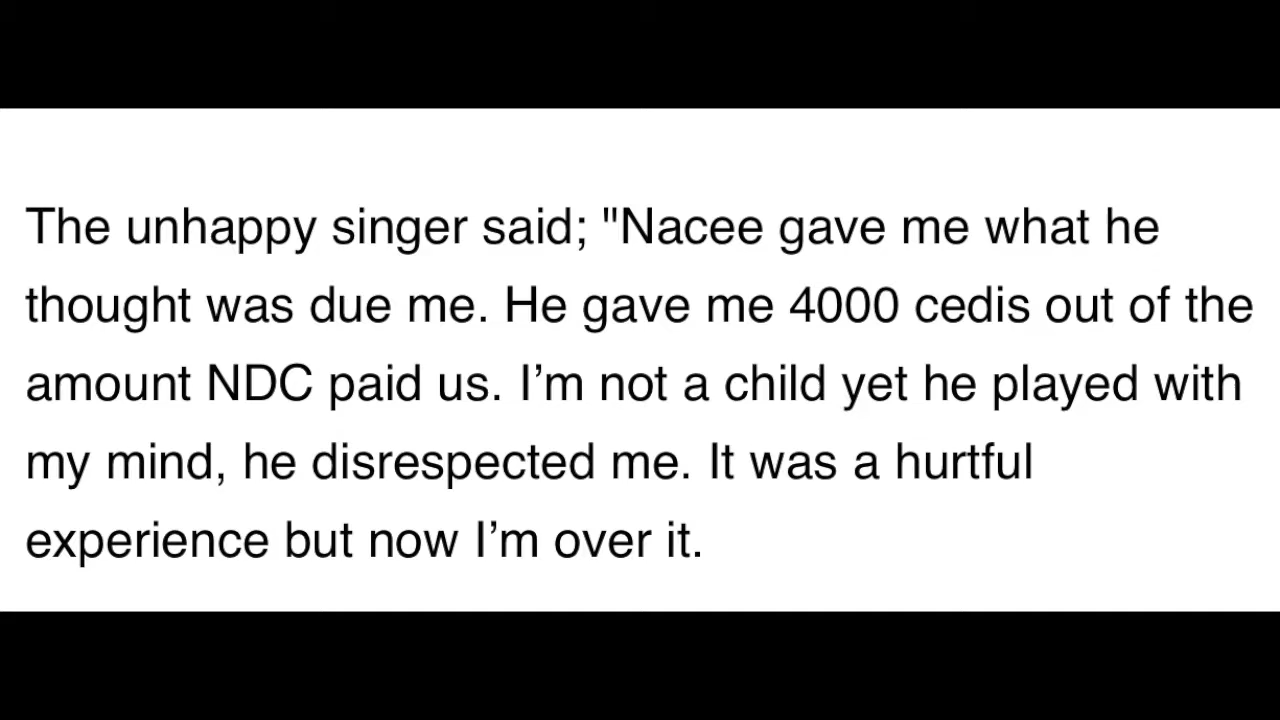 The unhappy singer said; "Nacee gave me what he
thought was due me. He gave me 4000 cedis out of the
amount NDC paid us. I’m not a child yet he played with
my mind, he disrespected me. It was a hurtful
experience but now I’m over it.